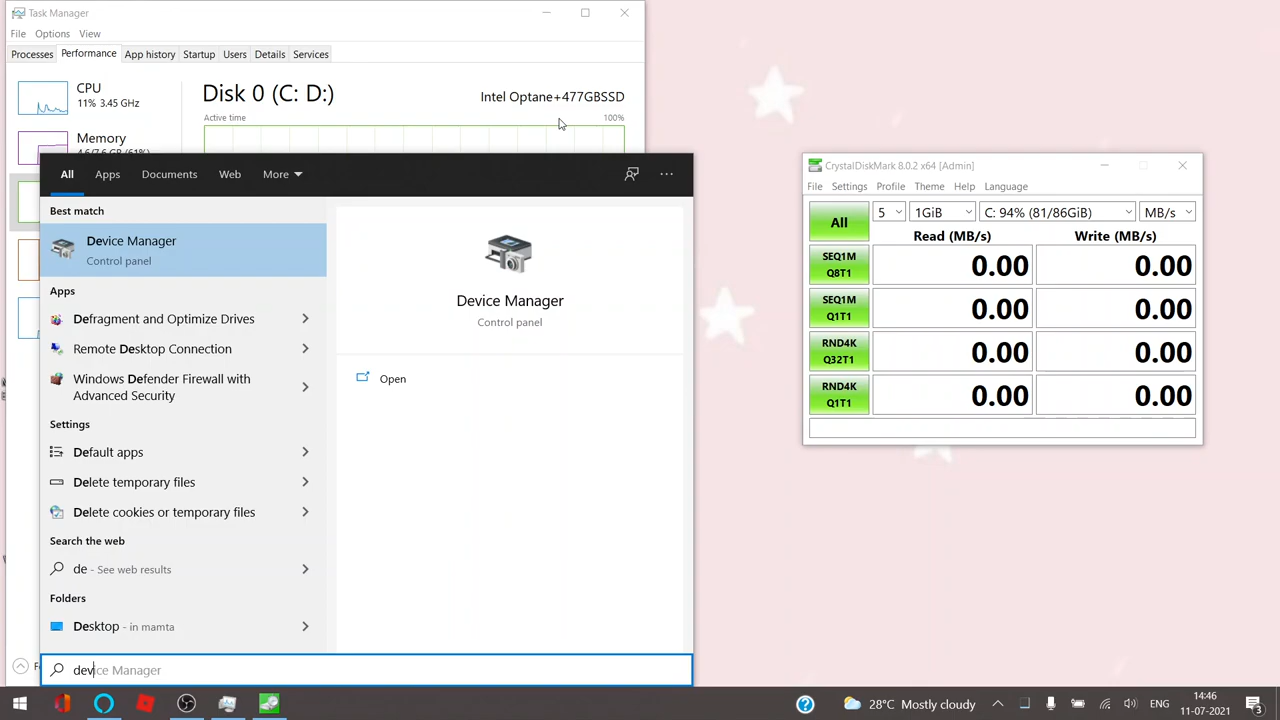 Task Manager
File Options View
Processes Performance App history Startup Users Details Services
CPU
11% 3.45 GHz
Memory
Disk 0 (C: D:)
Intel Optane+477GBSSD
Active time
100%
All Apps Documents Web More
Best match
Device Manager
Control panel
Apps
Defragment and Optimize Drives
Remote Desktop Connection
Windows Defender Firewall with
Advanced Security
Settings
Default apps
Delete temporary files
Delete cookies or temporary files
Search the web
de - See web results
Folders
Desktop - in mamta
device Manager
Device Manager
Control panel
Open
CrystalDiskMark 8.0.2 x64 [Admin]
File Settings Profile Theme Help Language
All 5 1GiB C: 94% (81/86GiB) MB/s
Read (MB/s) Write (MB/s)
SEQ1M
Q8T1
0.00 0.00
SEQ1M
Q1T1
0.00 0.00
RND4K
Q32T1
0.00 0.00
RND4K
Q1T1
0.00 0.00
28°C Mostly cloudy
ENG
14:46
11-07-2021
3